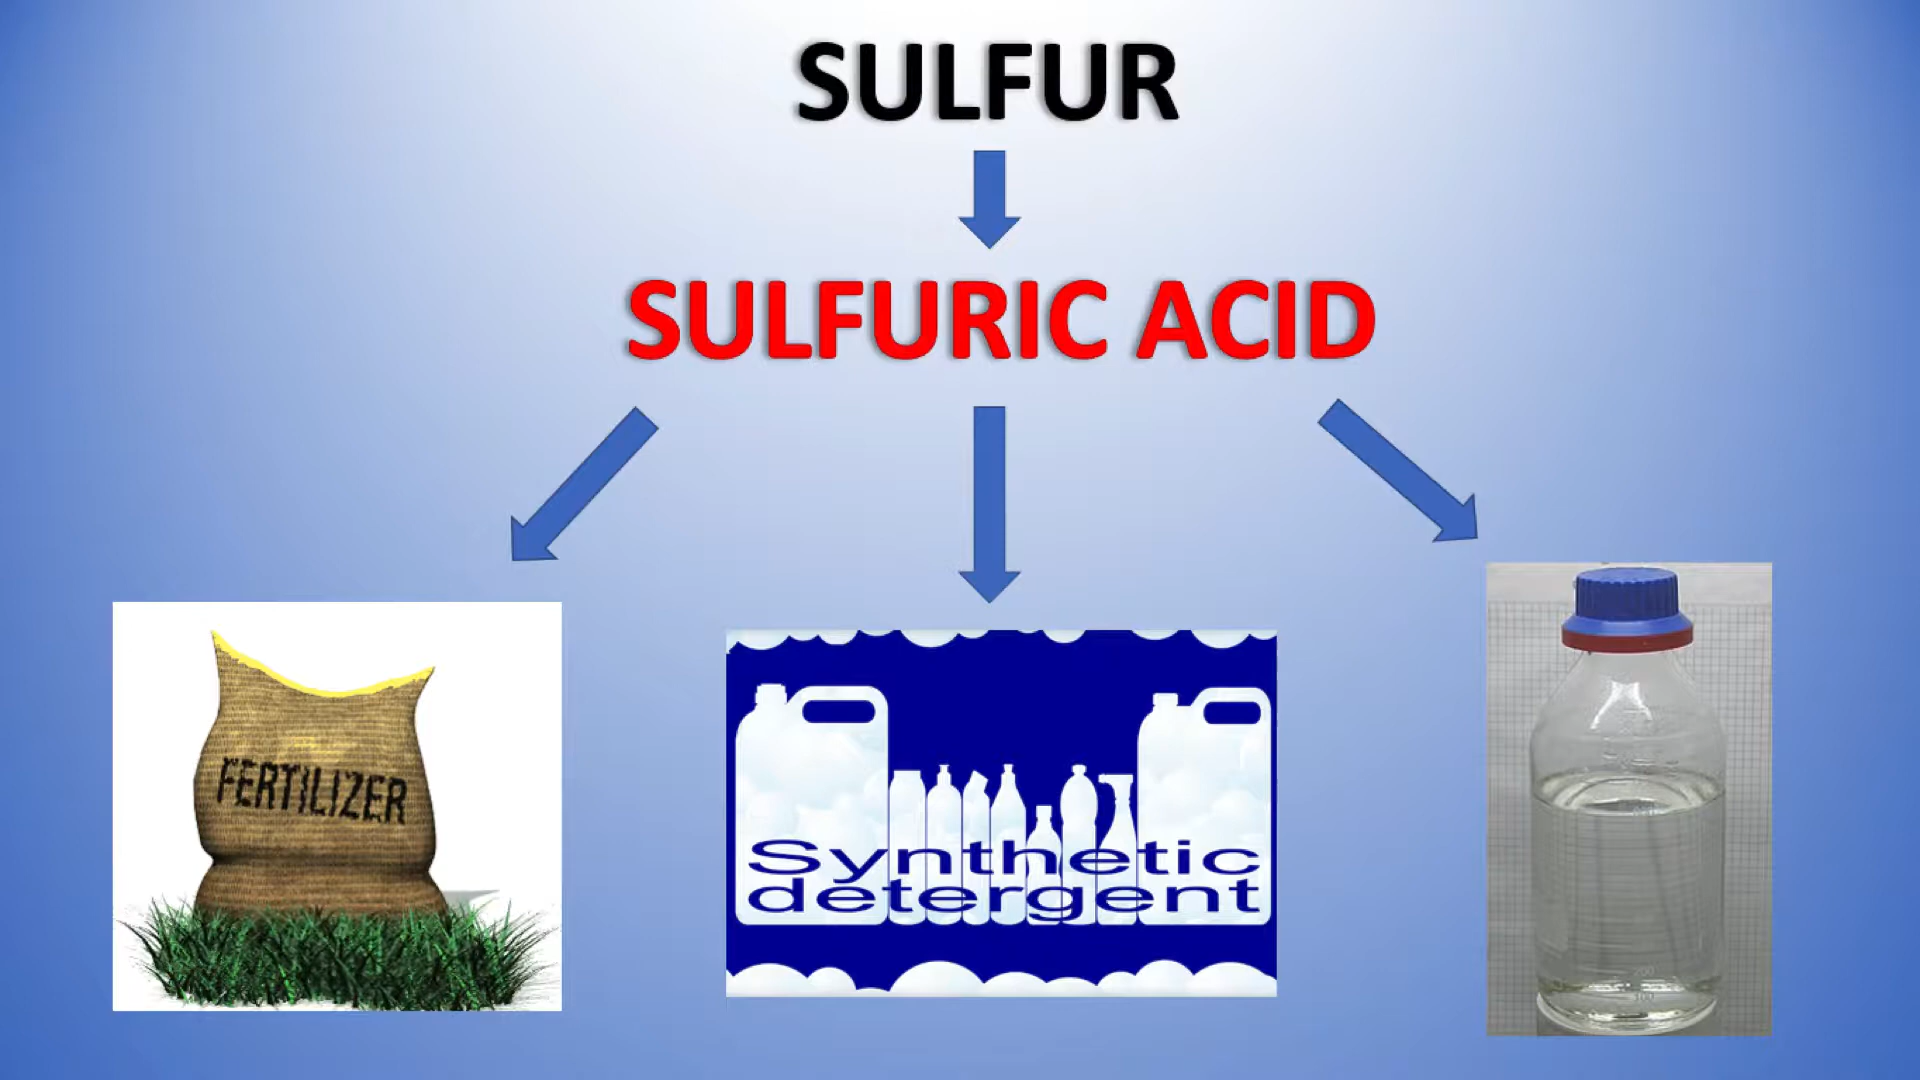 SULFUR
SULFURIC ACID
FERTILIZER
Synthetic
detergent